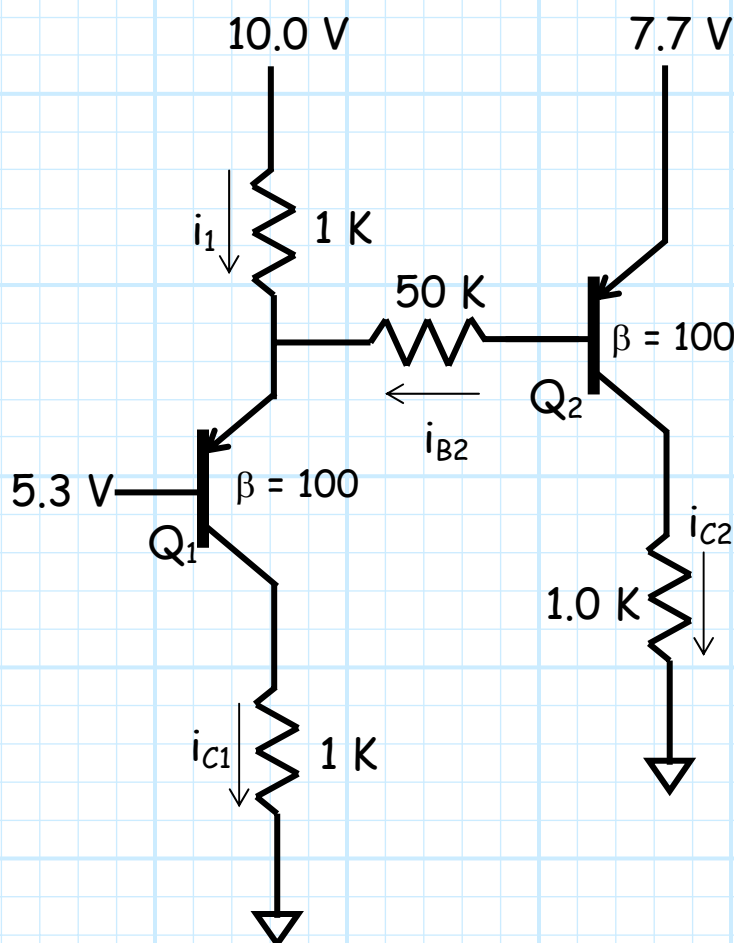 10.0 V
7.7 V
i1
1 K
50 K
β = 100
Q2
iB2
5.3 V
β = 100
Q1
iC2
1.0 K
iC1
1 K